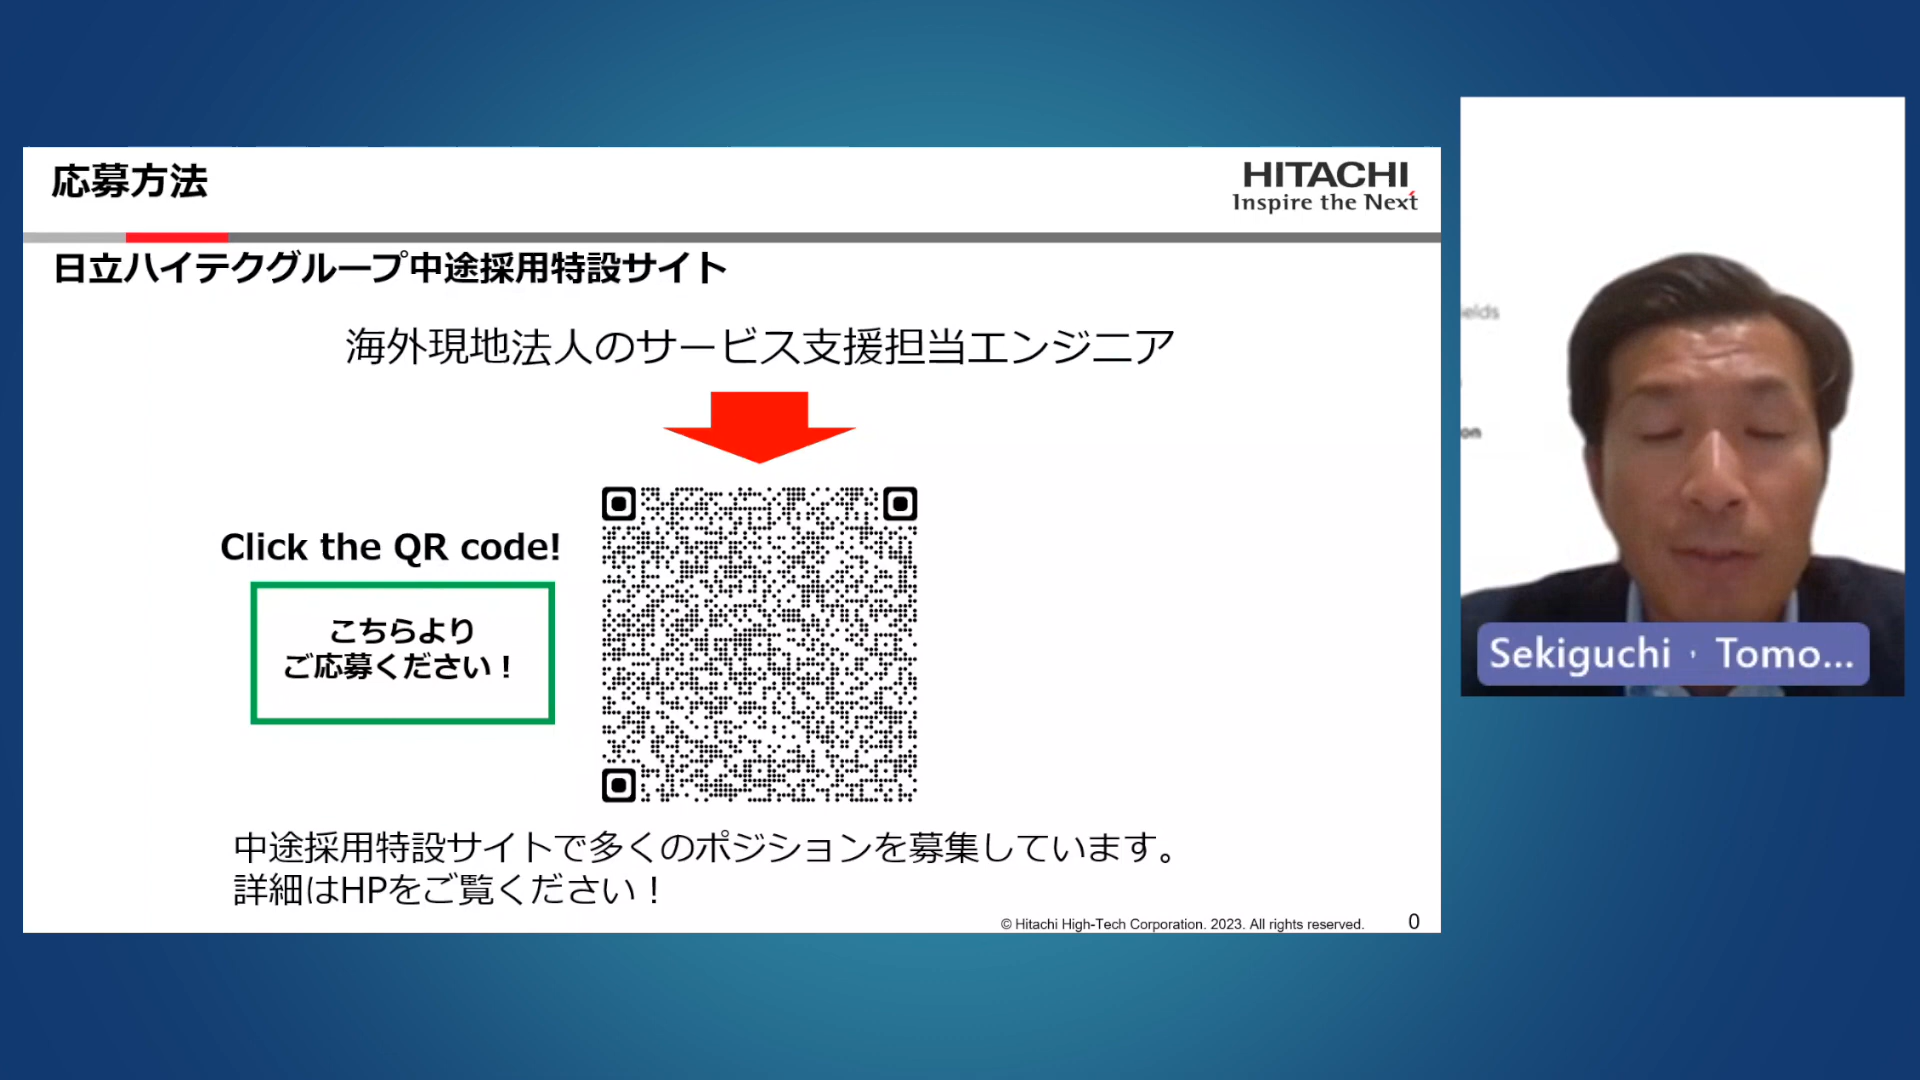 応募方法
HITACHI
Inspire the Next
日立ハイテクグループ中途採用特設サイト
海外現地法人のサービス支援担当エンジニア
Click the QR code!
こちらより
ご応募ください！
中途採用特設サイトで多くのポジションを募集しています。
詳細はHPをご覧ください！
© Hitachi High-Tech Corporation. 2023. All rights reserved.
0
ields
on
Sekiguchi , Tomo...